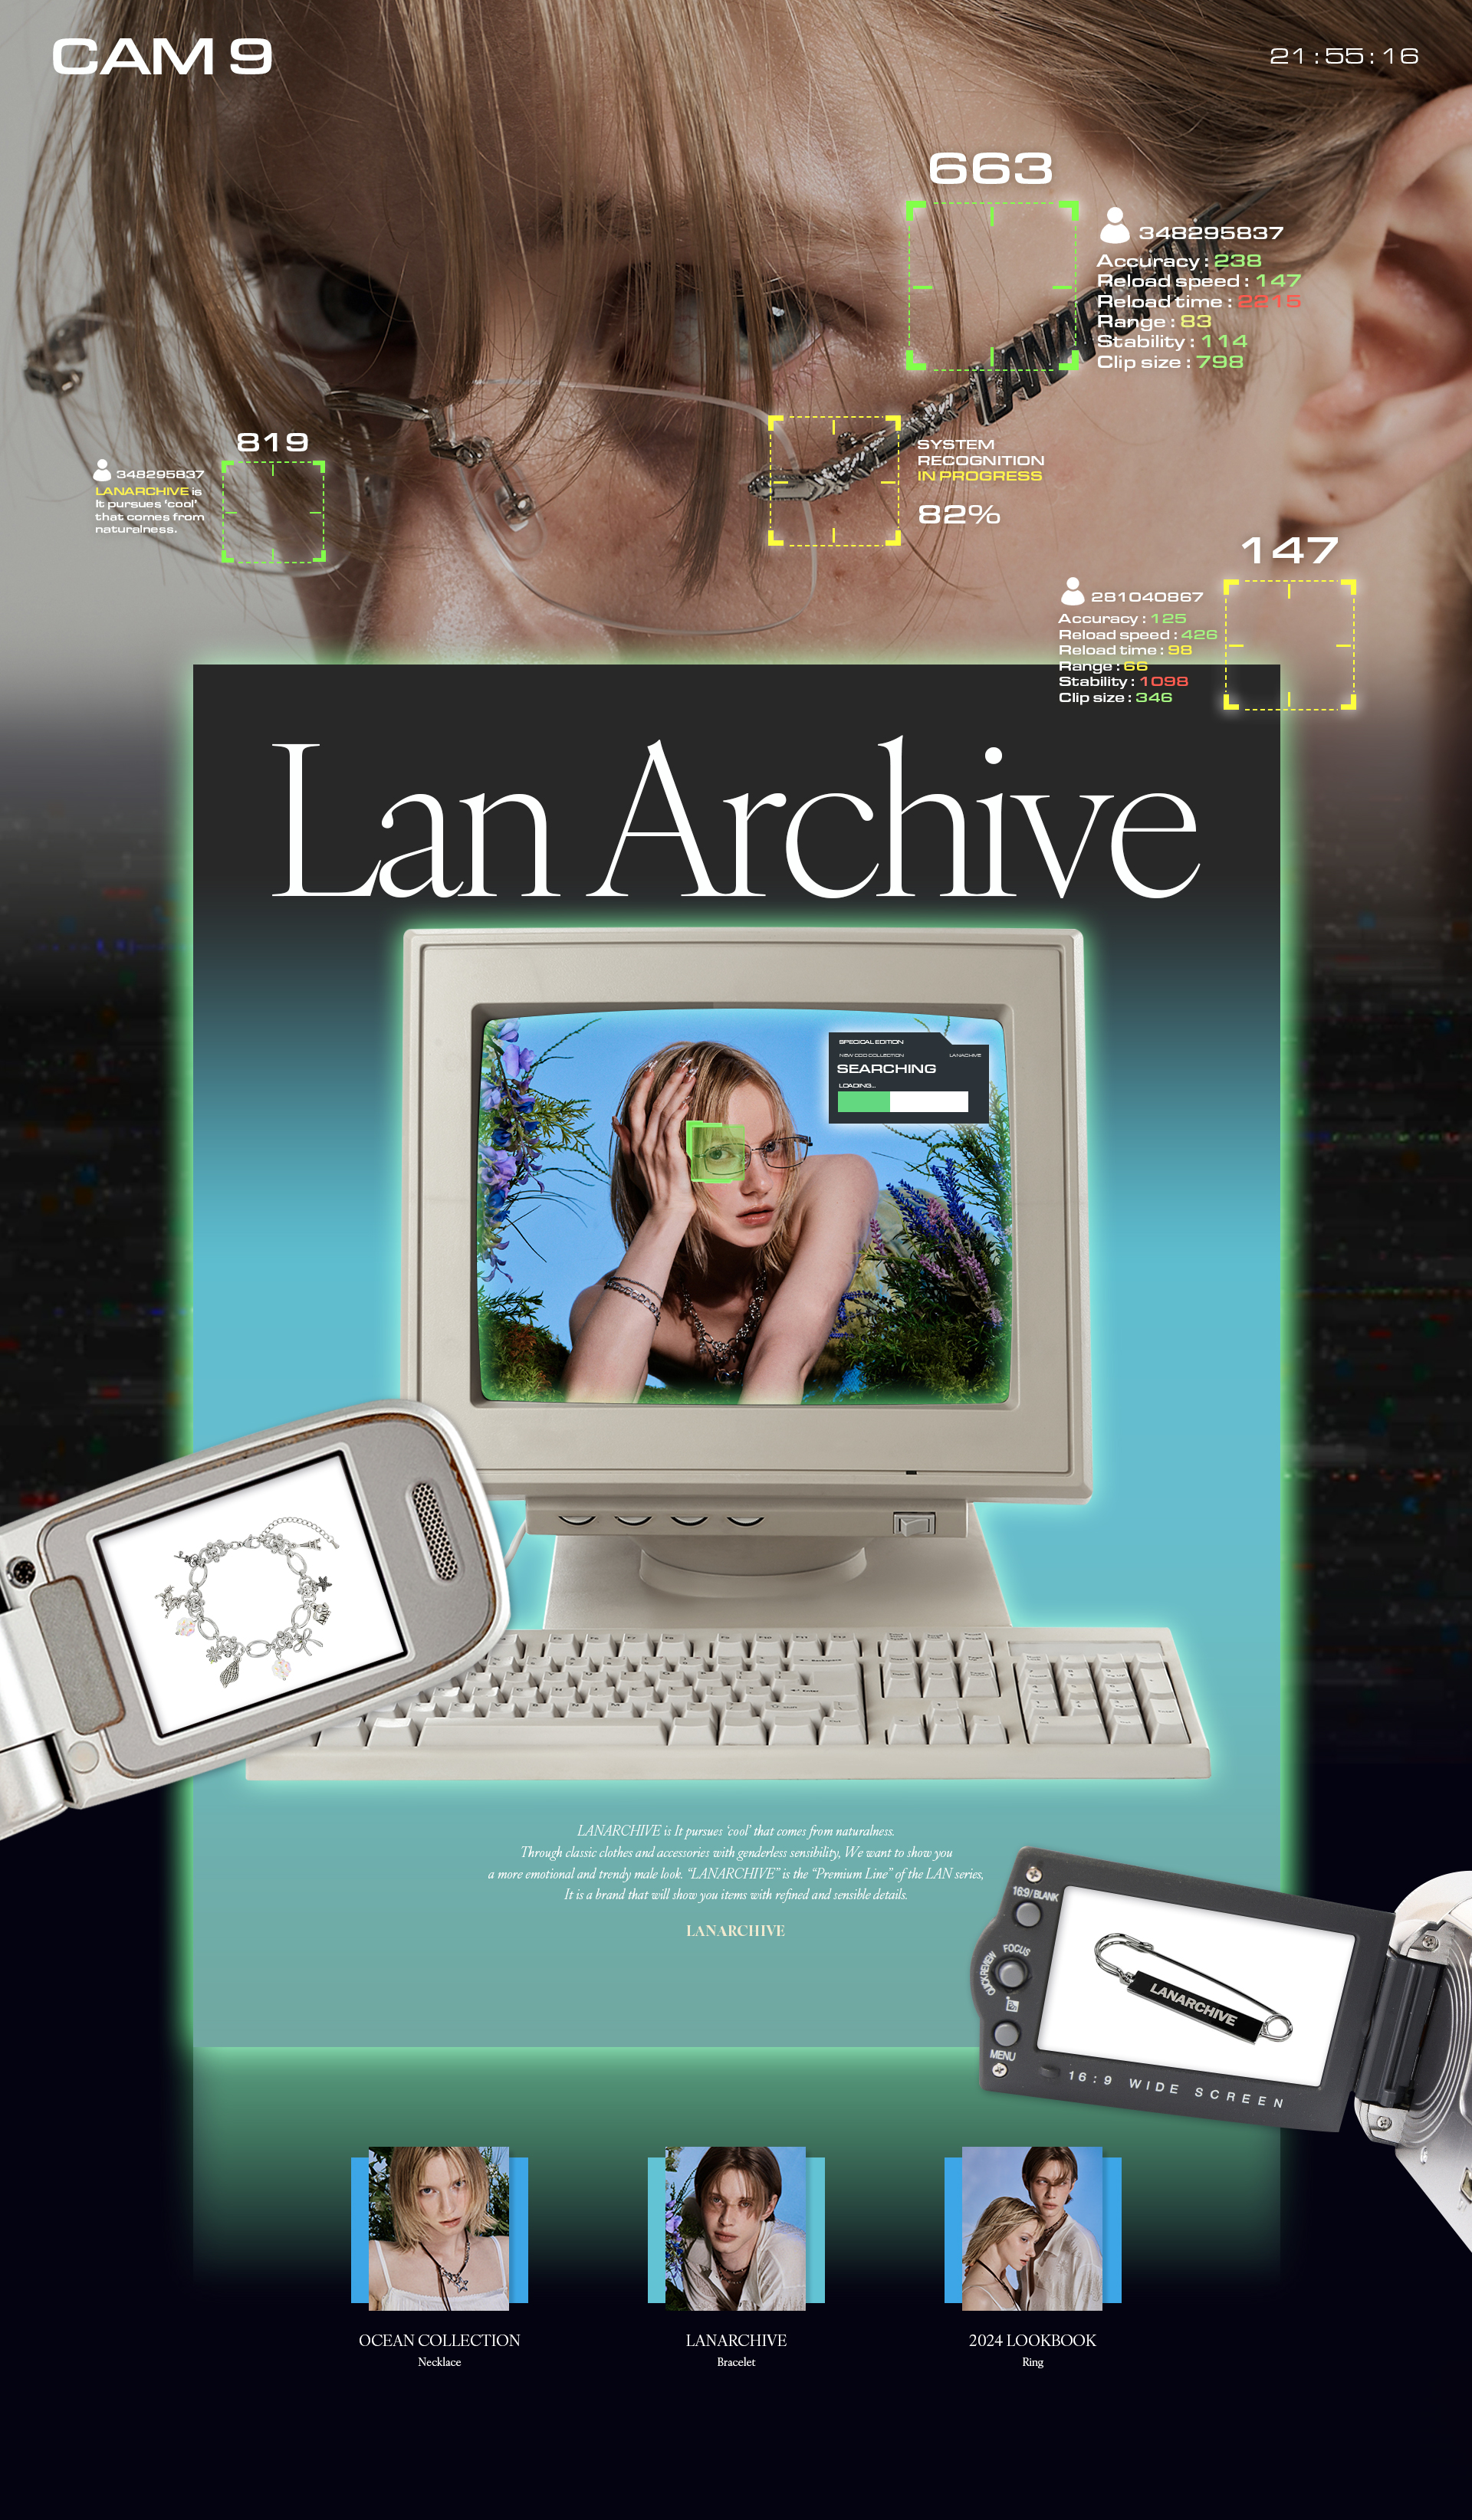 CAM 9
21:55:16
663
348295837
Accuracy : 238
Reload speed : 147
Reload time : 2215
Range : 83
Stability : 114
Clip size : 798
LANARCHIVE
819
348295837
LANARCHIVE is
It pursues 'cool'
that comes from
naturalness.
SYSTEM
RECOGNITION
IN PROGRESS
82%
147
281040867
Accuracy : 125
Reload speed : 426
Reload time : 98
Range : 66
Stability : 1098
Clip size : 346
Lan Archive
SPECICAL EDITION
LANACHIVE
SEARCHING
LOADING...
LANARCHIVE is It pursues ‘cool’ that comes from naturalness.
Through classic clothes and accessories with genderless sensibility, We want to show you
a more emotional and trendy male look. “LANARCHIVE” is the “Premium Line” of the LAN series,
It is a brand that will show you items with refined and sensible details.
LANARCHIVE
16:9/BLANK
FOCUS
QUICK REVIEW
MENU
LANARCHIVE
16:9 WIDE SCREEN
OCEAN COLLECTION
Necklace
LANARCHIVE
Bracelet
2024 LOOKBOOK
Ring